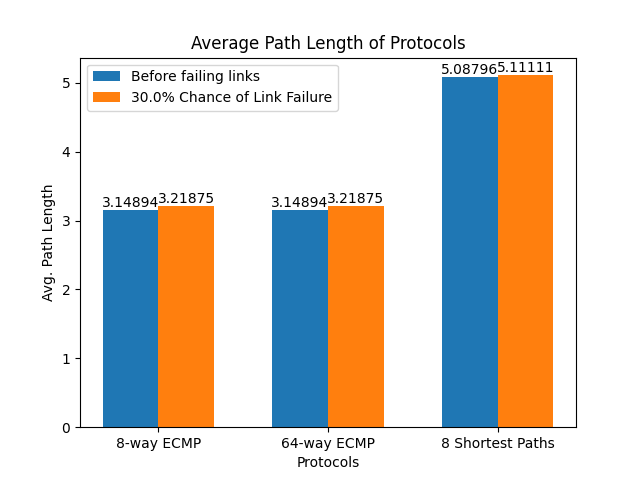 Average Path Length of Protocols
Before failing links
30.0% Chance of Link Failure
5.08796
5.11111
3.14894
3.21875
3.14894
3.21875
5
4
3
2
1
0
Avg. Path Length
8-way ECMP
64-way ECMP
8 Shortest Paths
Protocols